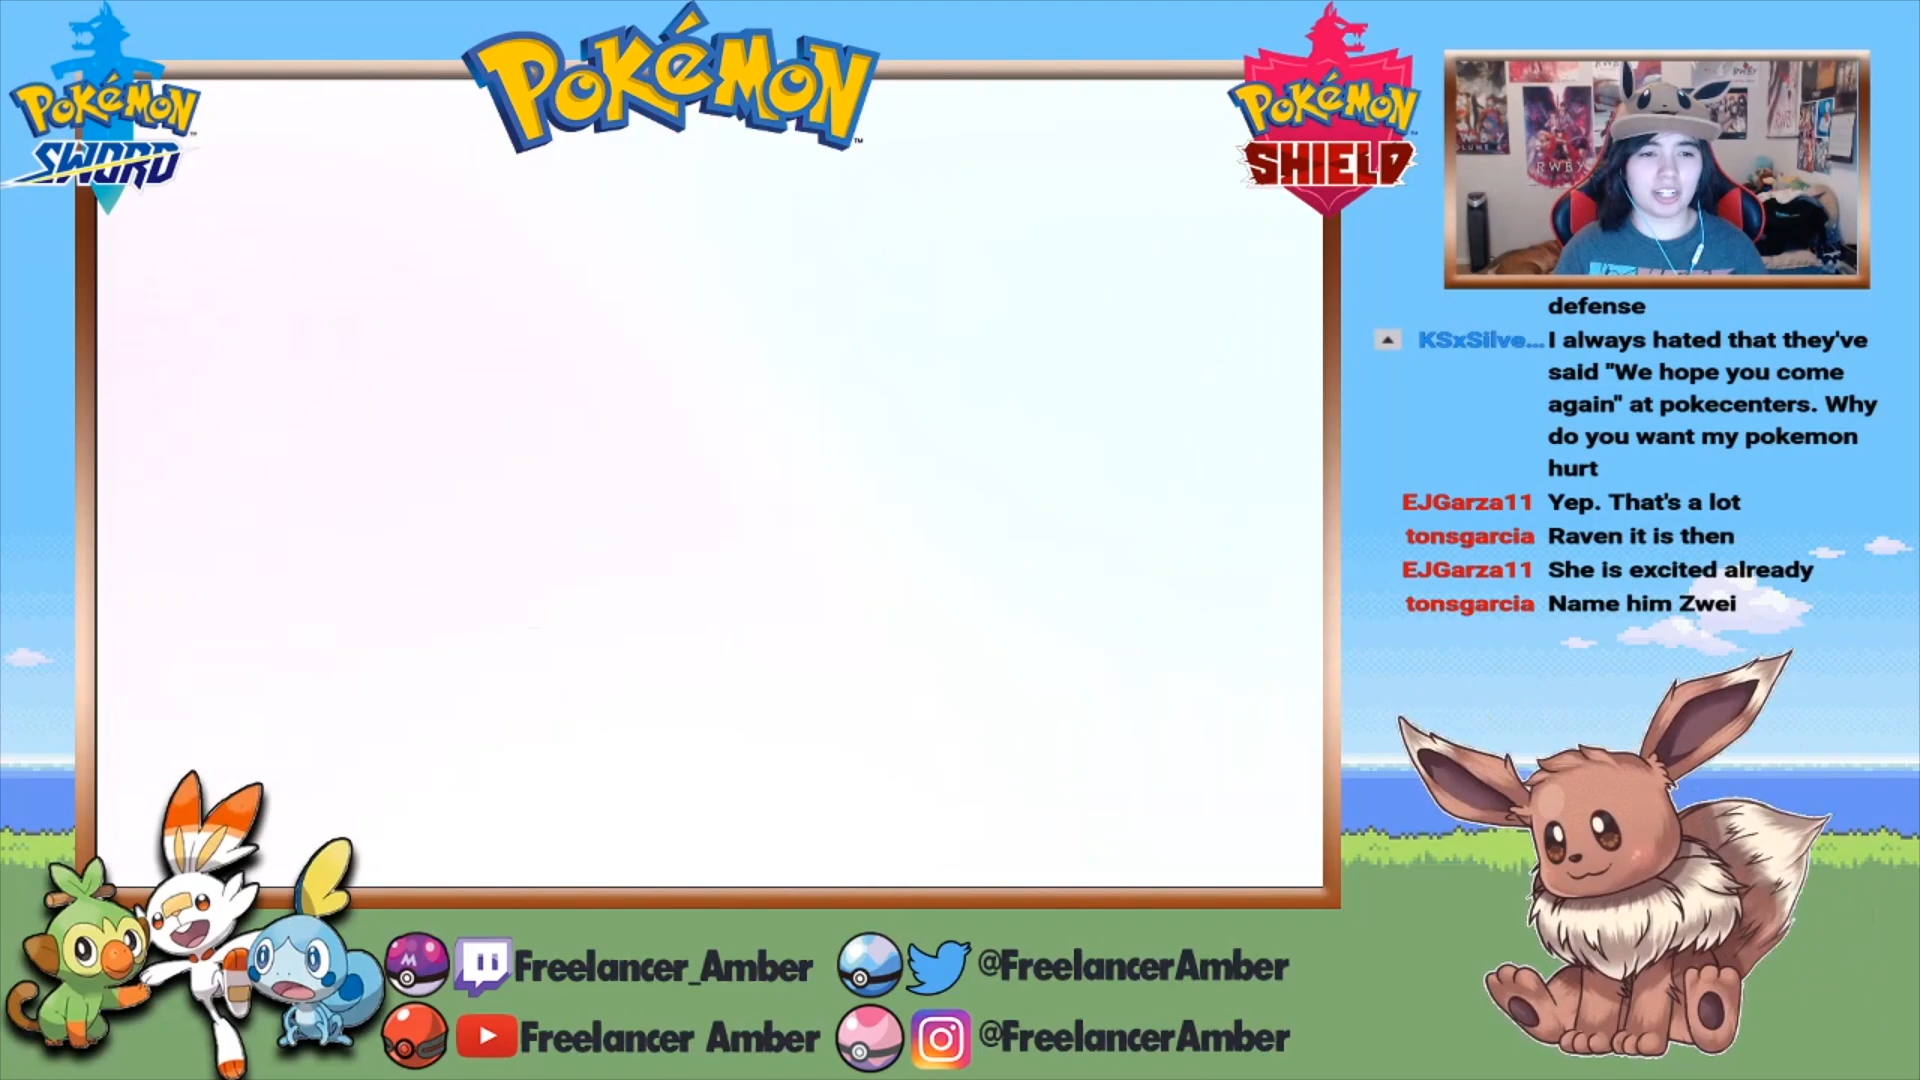 POKéMON
SWORD
POKéMON
POKéMON
SHIELD
RWBY
defense
KSxSilve... I always hated that they've
said "We hope you come
again" at pokecenters. Why
do you want my pokemon
hurt
EJGarza11 Yep. That's a lot
tonsgarcia Raven it is then
EJGarza11 She is excited already
tonsgarcia Name him Zwei
Freelancer_Amber
@FreelancerAmber
Freelancer Amber
@FreelancerAmber